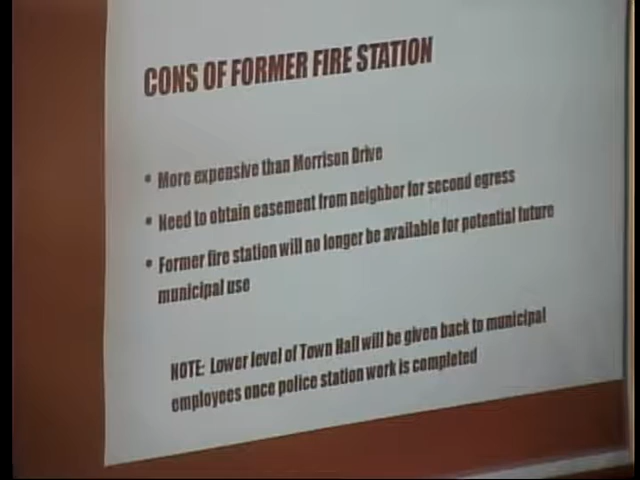 CONS OF FORMER FIRE STATION
• More expensive than Morrison Drive
• Need to obtain easement from neighbor for second egress
• Former fire station will no longer be available for potential future
municipal use
NOTE: Lower level of Town Hall will be given back to municipal
employees once police station work is completed